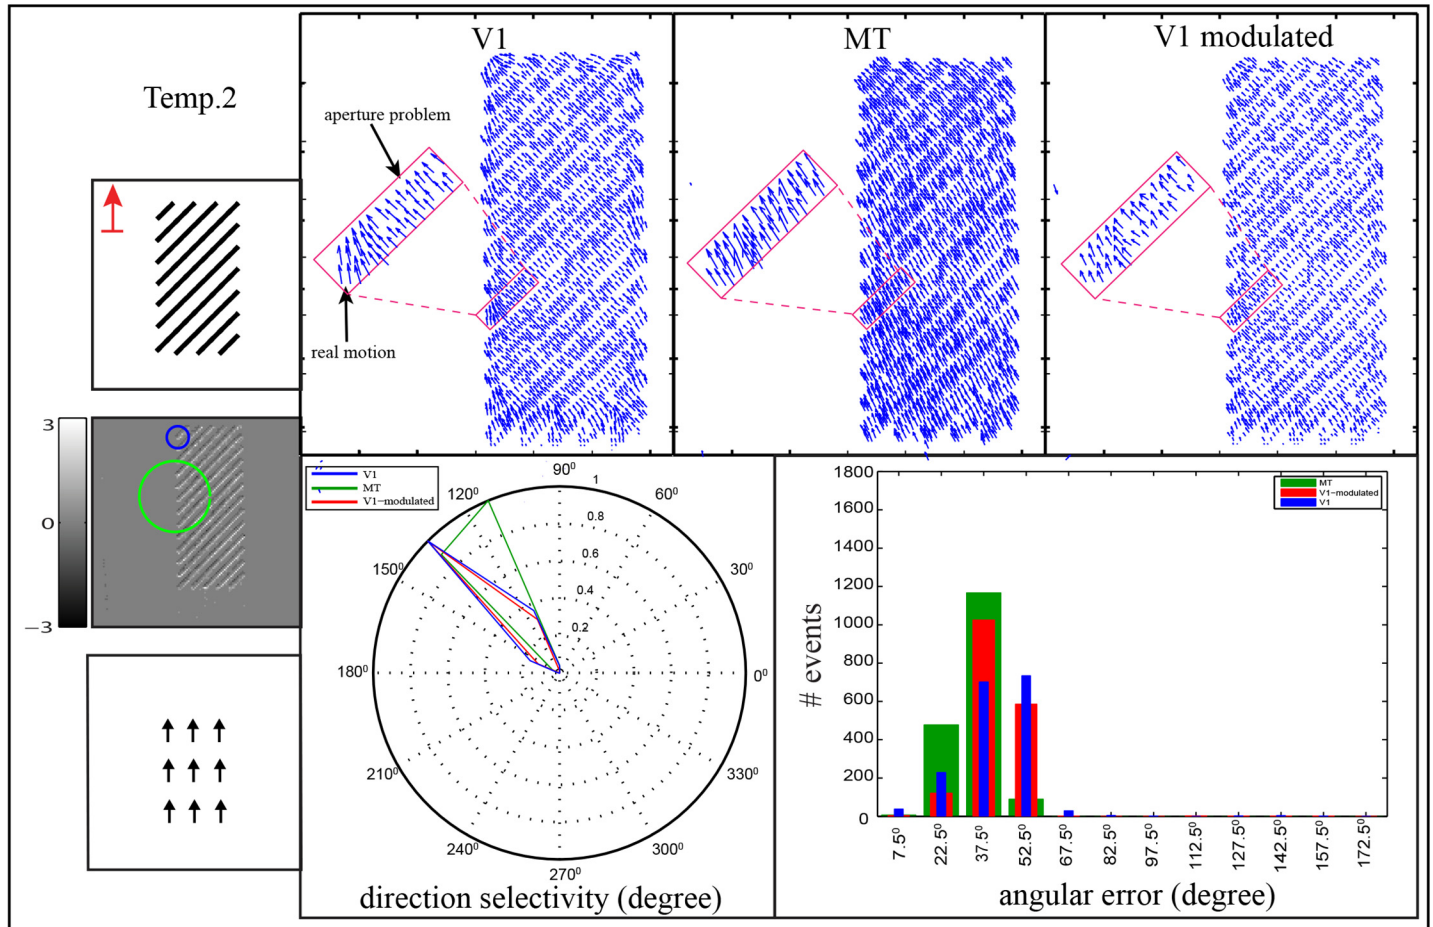 V1
MT
V1 modulated
Temp.2
aperture problem
real motion
3
0
−3
V1
MT
V1−modulated
90⁰
1
120⁰
60⁰
0.8
0.6
150⁰
30⁰
0.4
0.2
180⁰
0⁰
210⁰
330⁰
240⁰
300⁰
270⁰
direction selectivity (degree)
1800
1600
1400
1200
1000
800
600
400
200
0
# events
MT
V1−modulated
V1
7.5⁰
22.5⁰
37.5⁰
52.5⁰
67.5⁰
82.5⁰
97.5⁰
112.5⁰
127.5⁰
142.5⁰
157.5⁰
172.5⁰
angular error (degree)